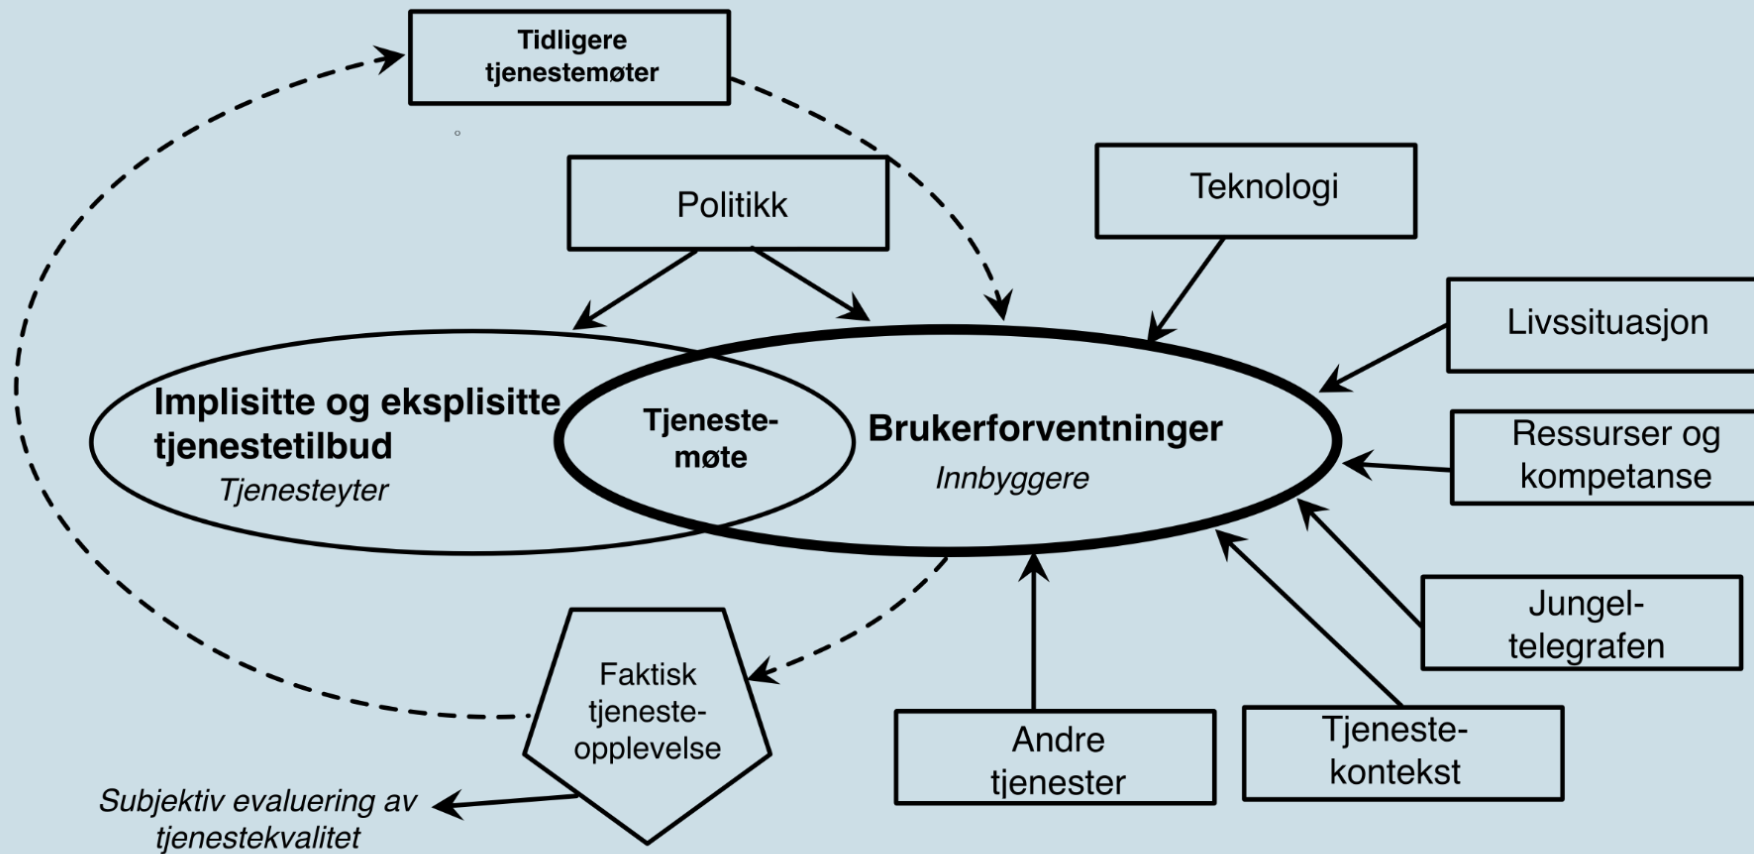 Tidligere
tjenestemøter
Politikk
Teknologi
Livssituasjon
Implisitte og eksplisitte
tjenestetilbud
Tjenesteyter
Tjeneste-
møte
Brukerforventninger
Innbyggere
Ressurser og
kompetanse
Jungel-
telegrafen
Faktisk
tjeneste-
opplevelse
Andre
tjenester
Tjeneste-
kontekst
Subjektiv evaluering av
tjenestekvalitet